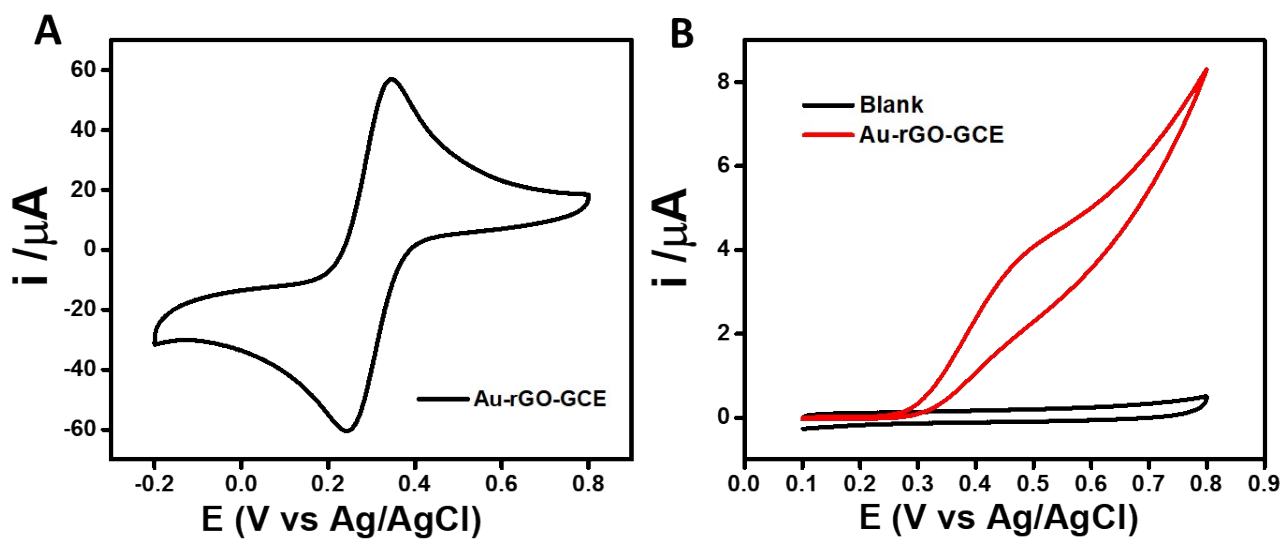 A
i /μA
60
40
20
0
-20
-40
-60
Au-rGO-GCE
-0.2 0.0 0.2 0.4 0.6 0.8
E (V vs Ag/AgCl)
B
i /μA
8
6
4
2
0
Blank
Au-rGO-GCE
0.0 0.1 0.2 0.3 0.4 0.5 0.6 0.7 0.8 0.9
E (V vs Ag/AgCl)